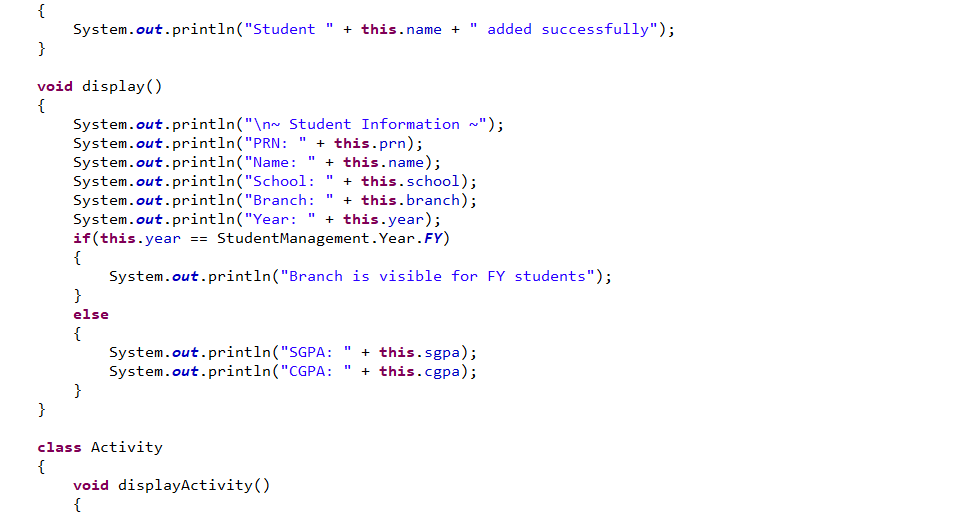 {
System.out.println("Student " + this.name + " added successfully");
}
void display()
{
System.out.println("\n~ Student Information ~");
System.out.println("PRN: " + this.prn);
System.out.println("Name: " + this.name);
System.out.println("School: " + this.school);
System.out.println("Branch: " + this.branch);
System.out.println("Year: " + this.year);
if(this.year == StudentManagement.Year.FY)
{
System.out.println("Branch is visible for FY students");
}
else
{
System.out.println("SGPA: " + this.sgpa);
System.out.println("CGPA: " + this.cgpa);
}
}
class Activity
{
void displayActivity()
{